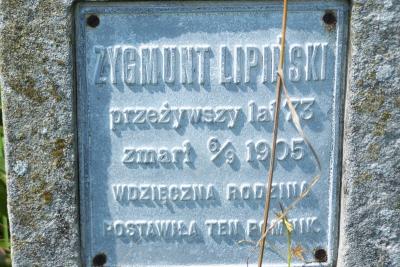 ZYGMUNT LIPIŃSKI
przeżywszy lat 73
zmarł 6/9 1905
WDZIĘCZNA RODZINA
POSTAWIŁA TEN POMNIK.